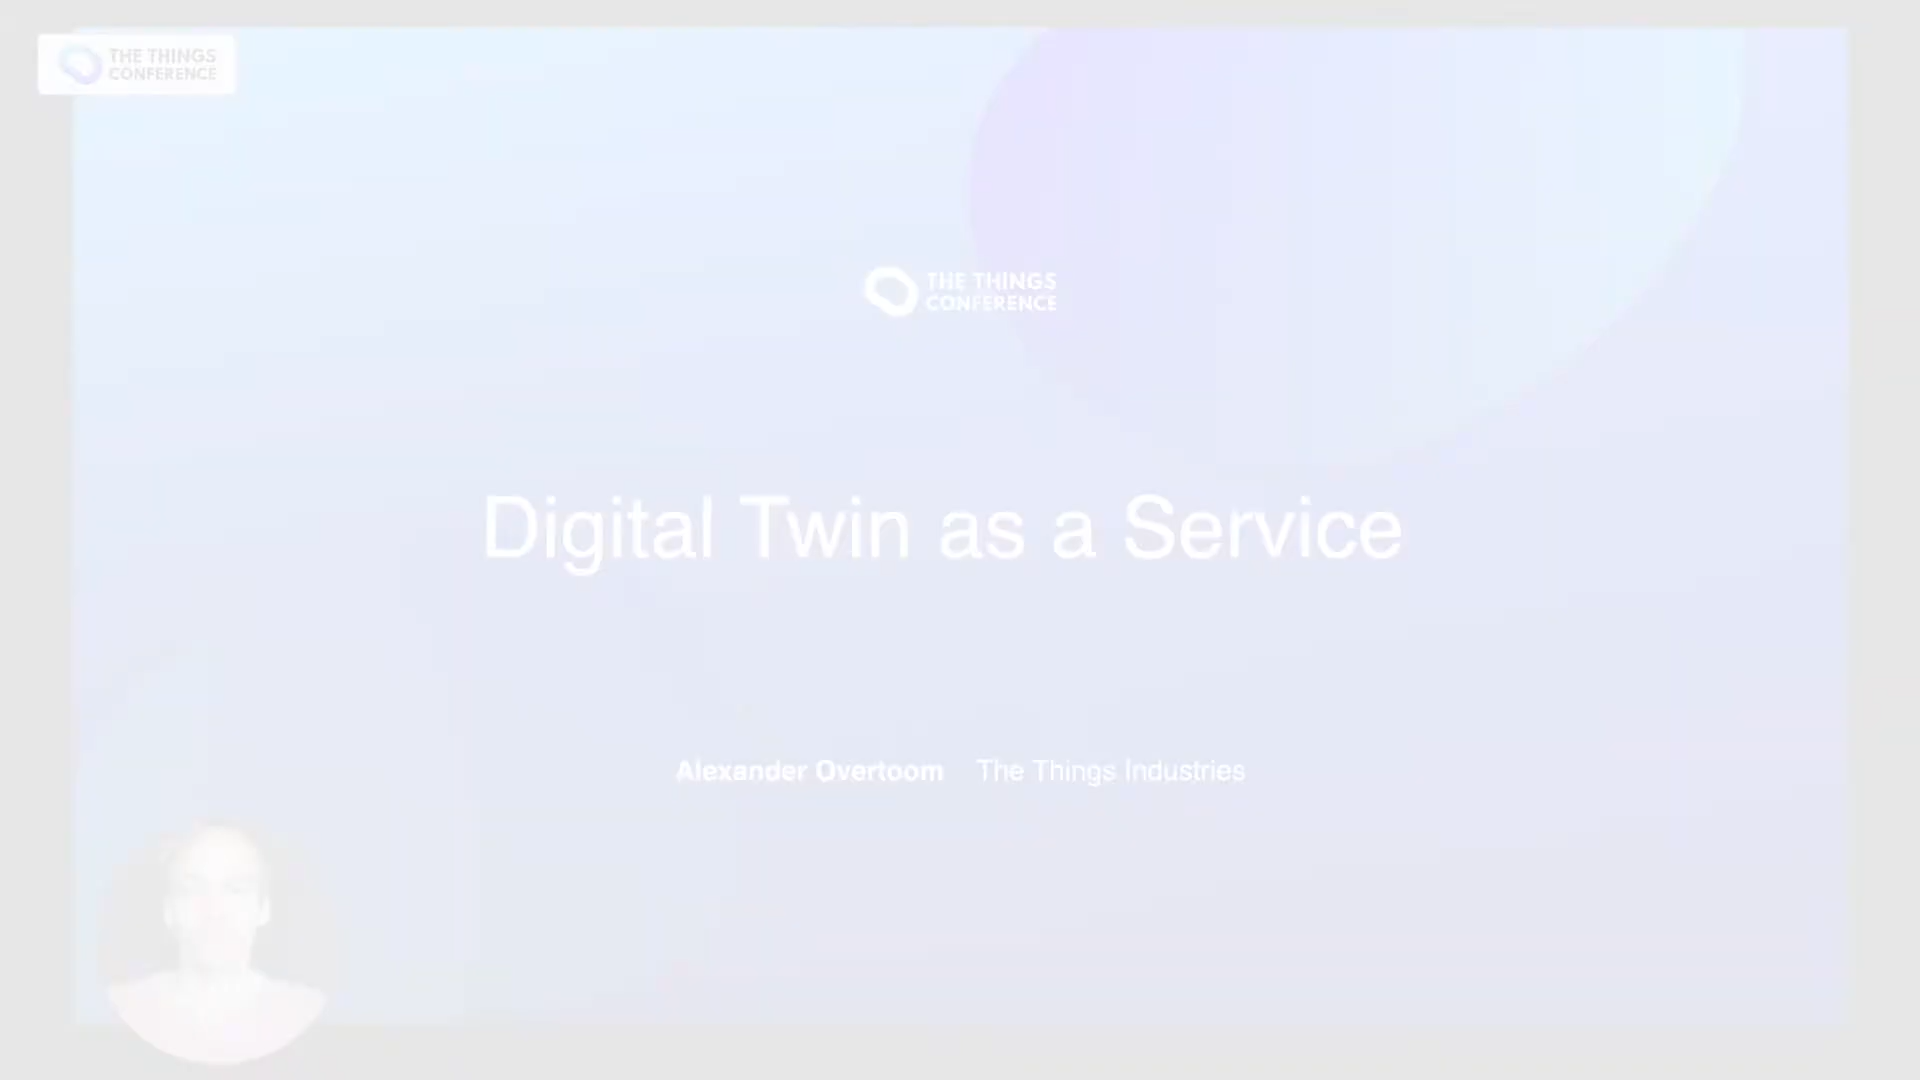 THE THINGS
CONFERENCE
THE THINGS
CONFERENCE
Digital Twin as a Service
Alexander Overtoom The Things Industries